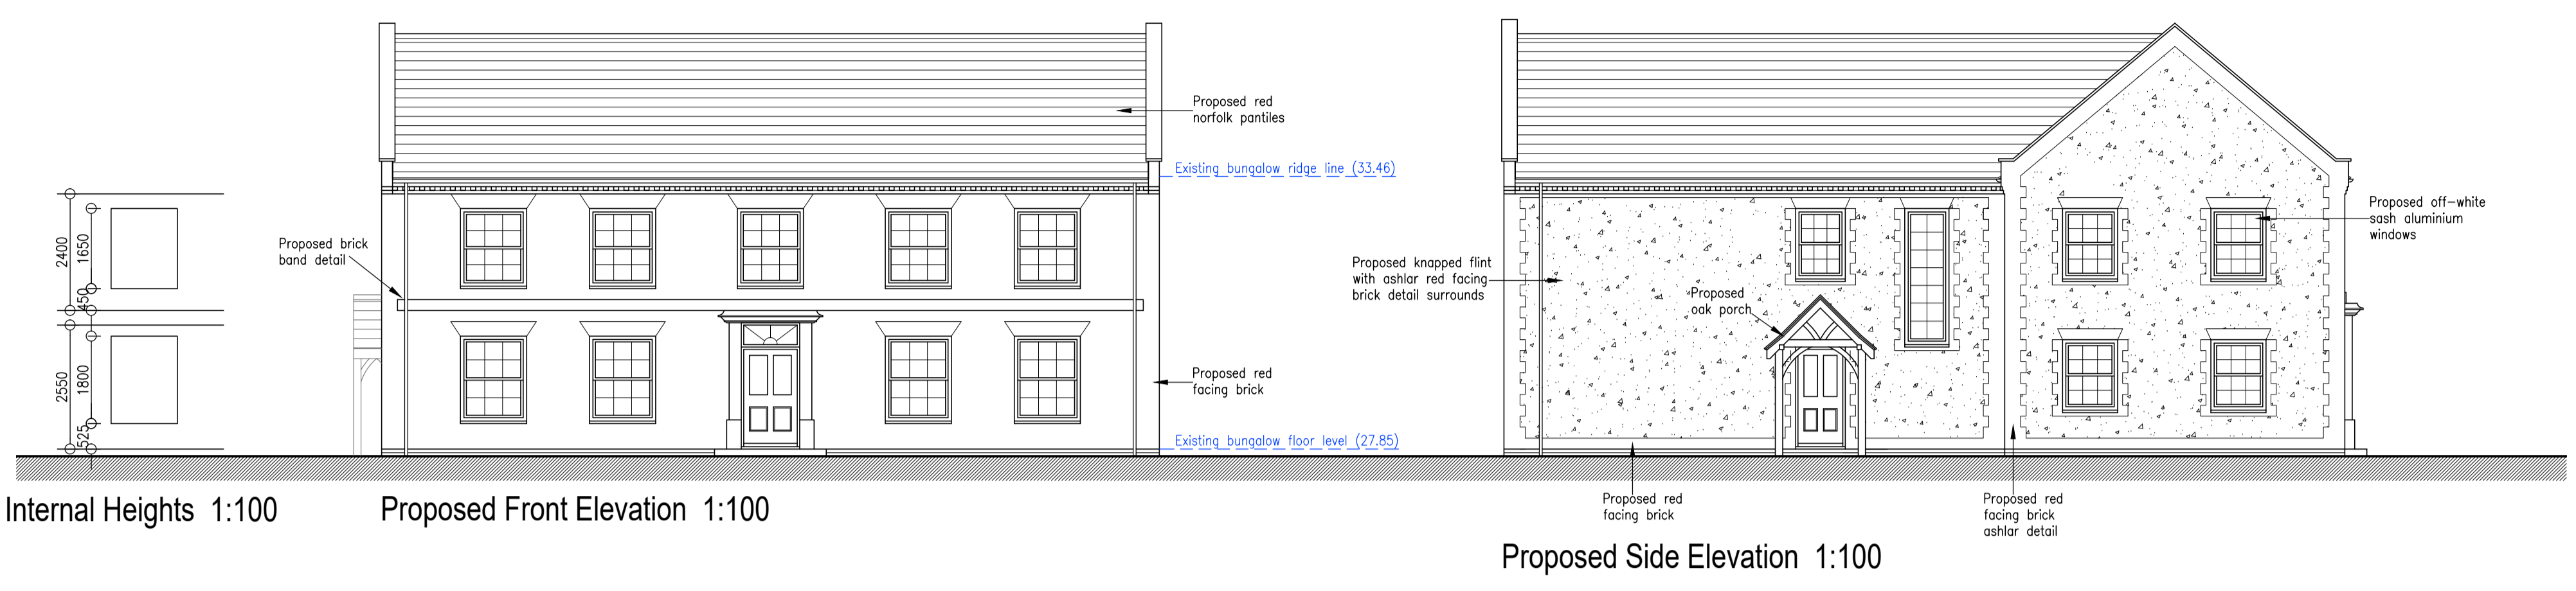 Proposed red
norfolk pantiles
Existing bungalow ridge line (33.46)
Proposed brick
band detail
2400
1650
450
2550
1800
525
Proposed red
facing brick
Existing bungalow floor level (27.85)
Internal Heights 1:100
Proposed Front Elevation 1:100
Proposed knapped flint
with ashlar red facing
brick detail surrounds
Proposed
oak porch
Proposed off-white
sash aluminium
windows
Proposed red
facing brick
Proposed red
facing brick
ashlar detail
Proposed Side Elevation 1:100